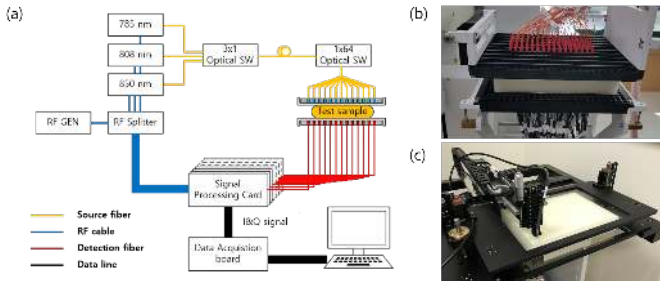 (a)
785 nm
808 nm
850 nm
3x1
Optical SW
1x64
Optical SW
RF GEN
RF Splitter
Test sample
Signal
Processing Card
I&Q signal
Data Acquistion
board
Source fiber
RF cable
Detection fiber
Data line
(b)
(c)